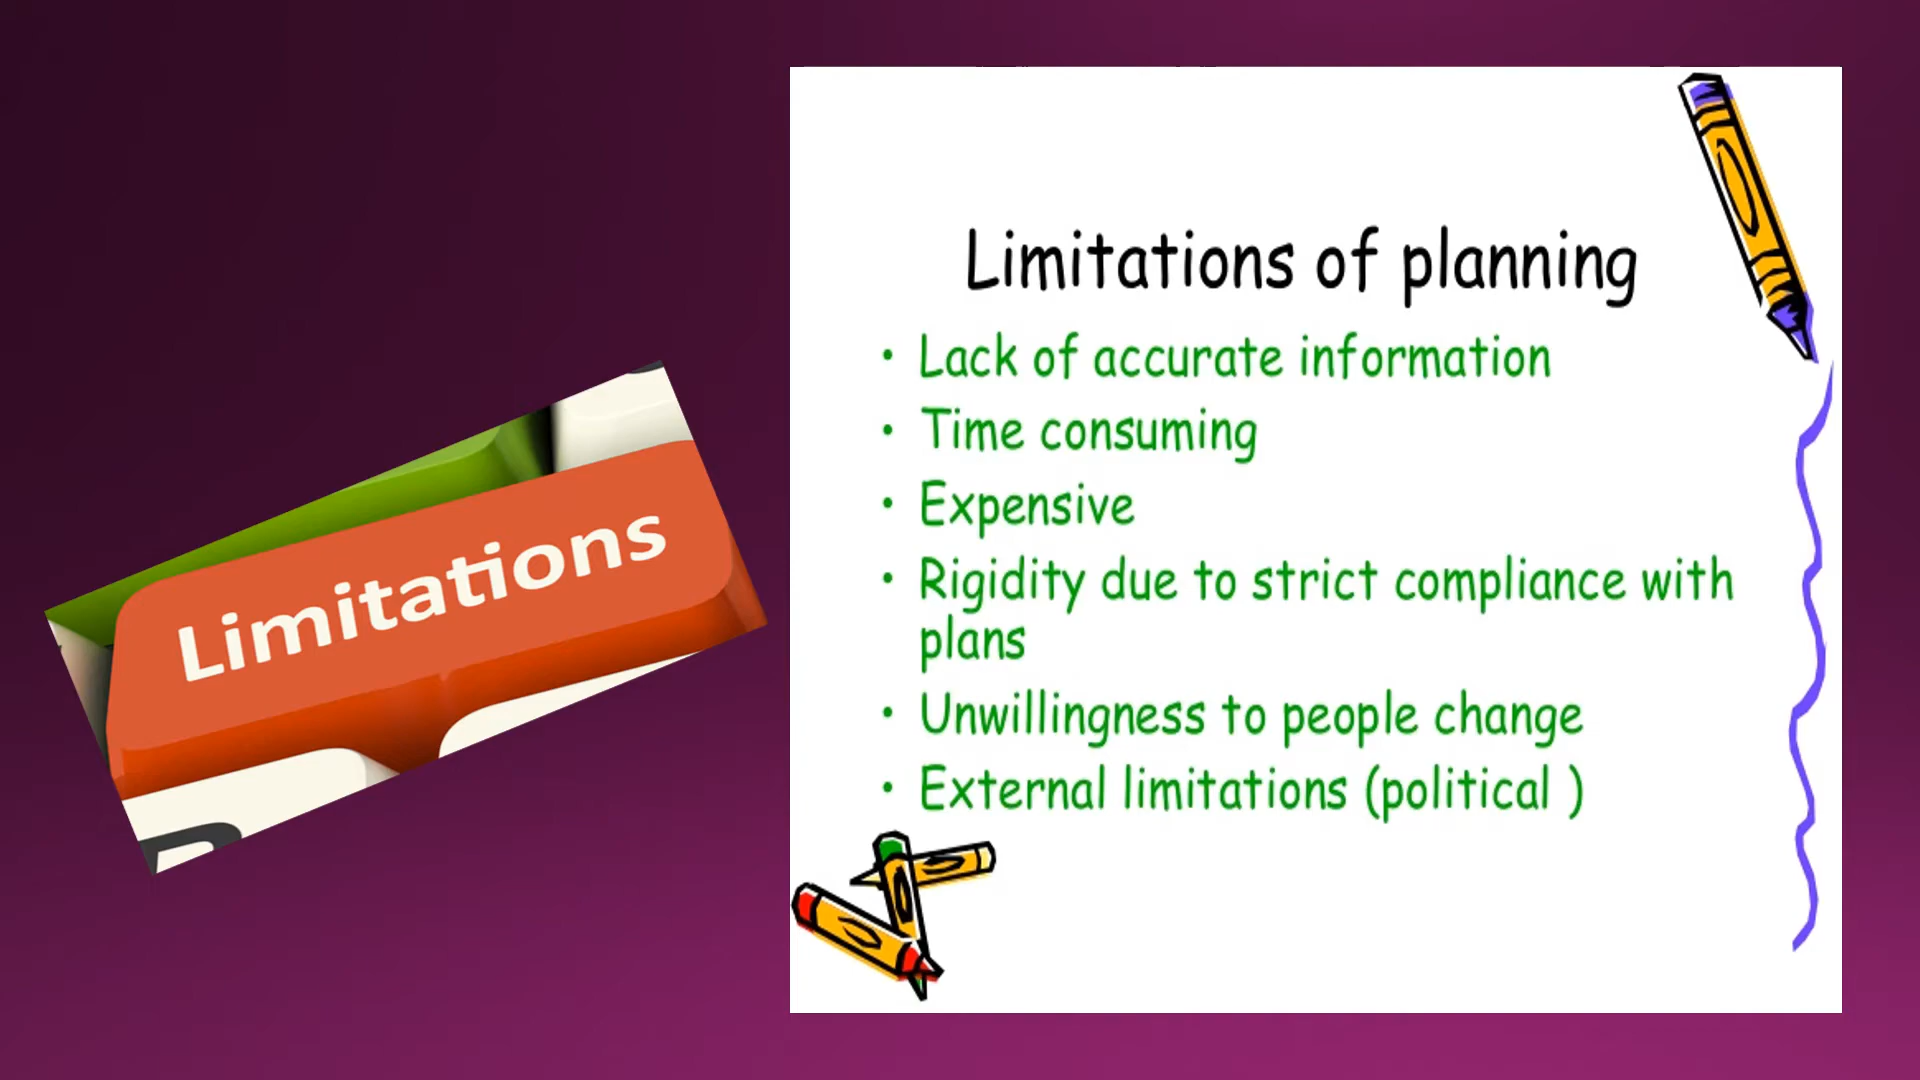 Limitations
Limitations of planning
• Lack of accurate information
• Time consuming
• Expensive
• Rigidity due to strict compliance with
plans
• Unwillingness to people change
• External limitations (political )